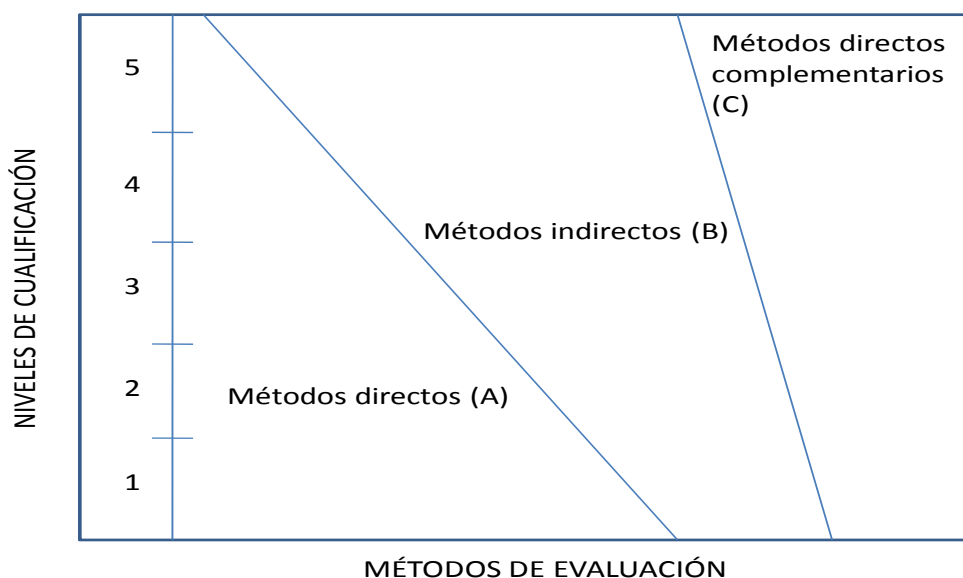 NIVELES DE CUALIFICACIÓN
5
4
3
2
1
Métodos directos
complementarios
(C)
Métodos indirectos (B)
Métodos directos (A)
MÉTODOS DE EVALUACIÓN